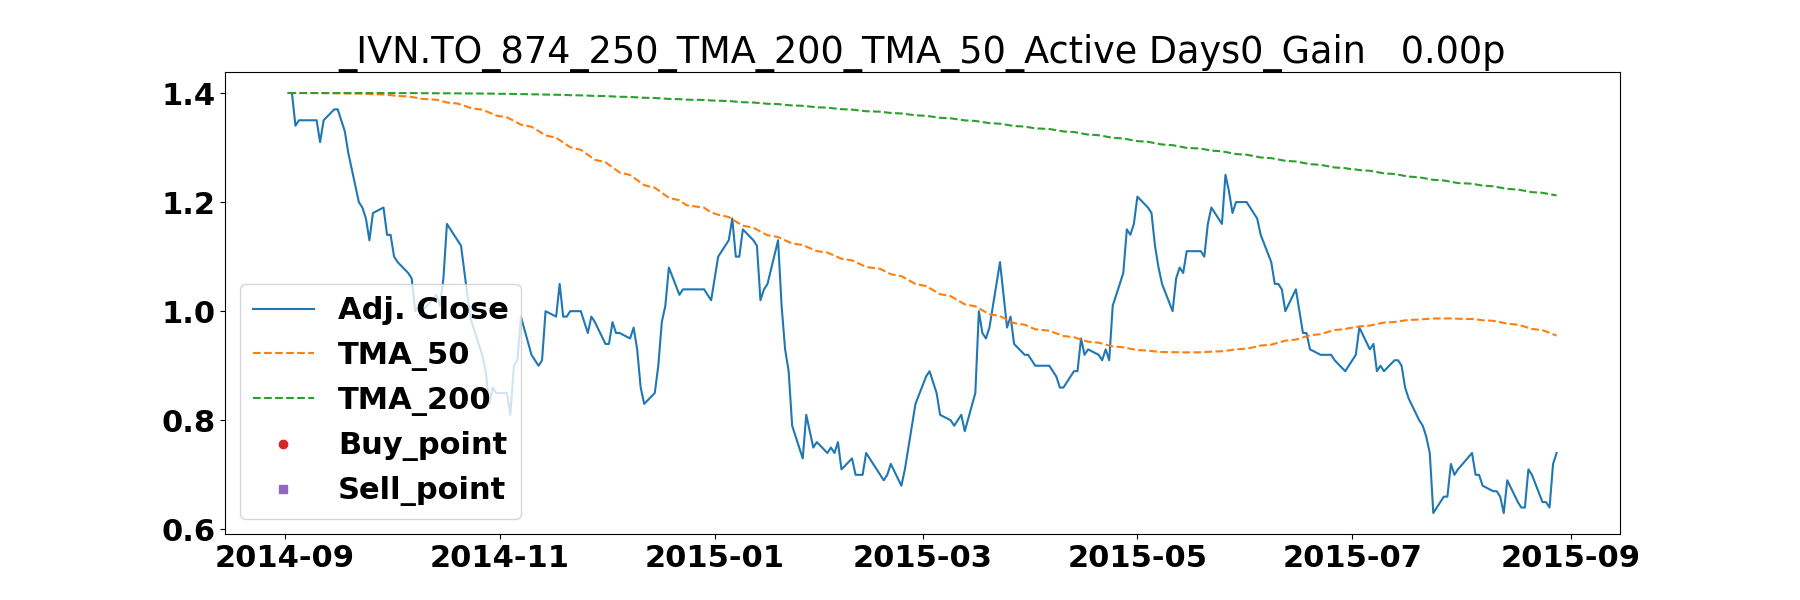 _IVN.TO_874_250_TMA_200_TMA_50_Active Days0_Gain   0.00p
1.4
1.2
1.0
0.8
0.6
Adj. Close
TMA_50
TMA_200
Buy_point
Sell_point
2014-09 2014-11 2015-01 2015-03 2015-05 2015-07 2015-09